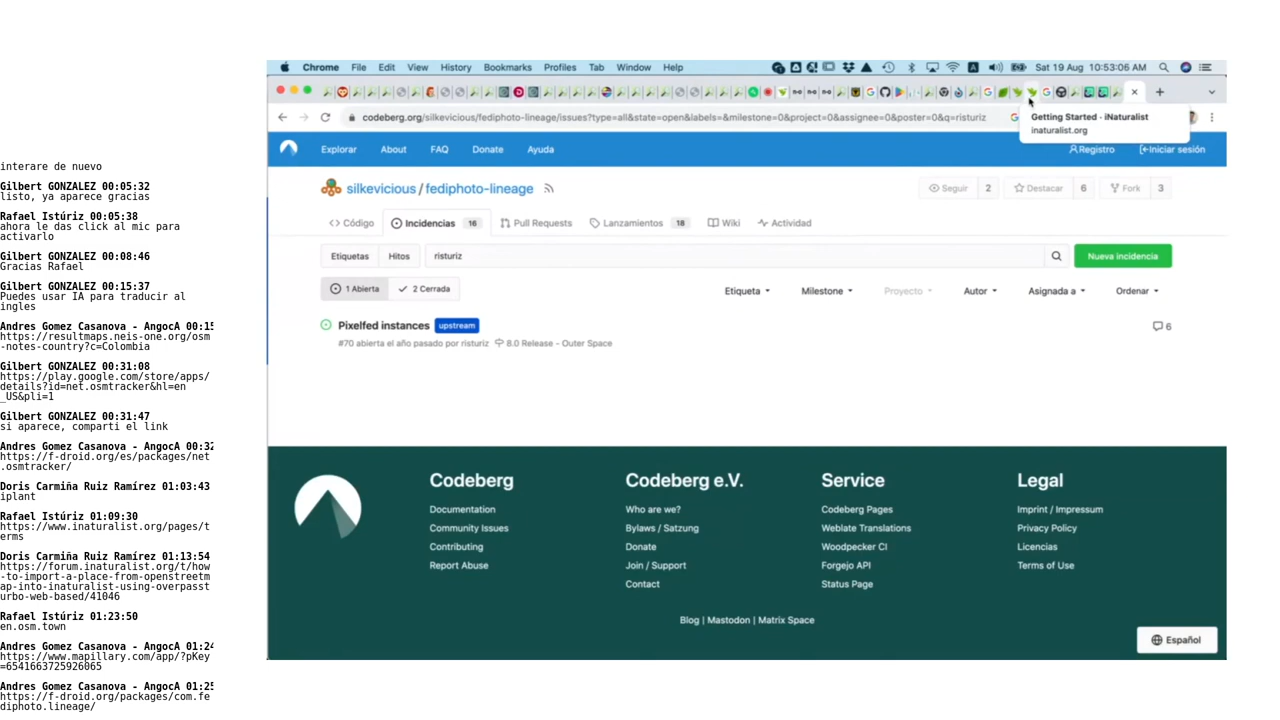 interare de nuevo
Gilbert GONZALEZ 00:05:32
listo, ya aparece gracias
Rafael Istúriz 00:05:38
ahora le das click al mic para
activarlo
Gilbert GONZALEZ 00:08:46
Gracias Rafael
Gilbert GONZALEZ 00:15:37
Puedes usar IA para traducir al
ingles
Andres Gomez Casanova - AngocA 00:15
https://resultmaps.neis-one.org/osm
-notes-country?c=Colombia
Gilbert GONZALEZ 00:31:08
https://play.google.com/store/apps/
details?id=net.osmtracker&hl=en
_US&pli=1
Gilbert GONZALEZ 00:31:47
si aparece, comparti el link
Andres Gomez Casanova - AngocA 00:32
https://f-droid.org/es/packages/net
.osmtracker/
Doris Carmiña Ruiz Ramírez 01:03:43
iplant
Rafael Istúriz 01:09:30
https://www.inaturalist.org/pages/t
erms
Doris Carmiña Ruiz Ramírez 01:13:54
https://forum.inaturalist.org/t/how
-to-import-a-place-from-openstreetm
ap-into-inaturalist-using-overpasst
urbo-web-based/41046
Rafael Istúriz 01:23:50
en.osm.town
Andres Gomez Casanova - AngocA 01:24
https://www.mapillary.com/app/?pKey
=6541663725926065
Andres Gomez Casanova - AngocA 01:25
https://f-droid.org/packages/com.fe
diphoto.lineage/
Chrome File Edit View History Bookmarks Profiles Tab Window Help Sat 19 Aug 10:53:06 AM
codeberg.org/silkevicious/fediphoto-lineage/issues?type=all&state=open&labels=&milestone=0&project=0&assignee=0&poster=0&q=risturiz
Getting Started · iNaturalist
inaturalist.org
Explorar About FAQ Donate Ayuda Registro Iniciar sesión
silkevicious / fediphoto-lineage Seguir 2 Destacar 6 Fork 3
Código Incidencias 16 Pull Requests Lanzamientos 18 Wiki Actividad
Etiquetas Hitos risturiz Nueva incidencia
1 Abierta 2 Cerrada Etiqueta Milestone Proyecto Autor Asignada a Ordenar
Pixelfed instances upstream 6
#70 abierta el año pasado por risturiz 8.0 Release - Outer Space
Codeberg Codeberg e.V. Service Legal
Documentation Who are we? Codeberg Pages Imprint / Impressum
Community Issues Bylaws / Satzung Weblate Translations Privacy Policy
Contributing Donate Woodpecker CI Licencias
Report Abuse Join / Support Forgejo API Terms of Use
Contact Status Page
Blog | Mastodon | Matrix Space
Español